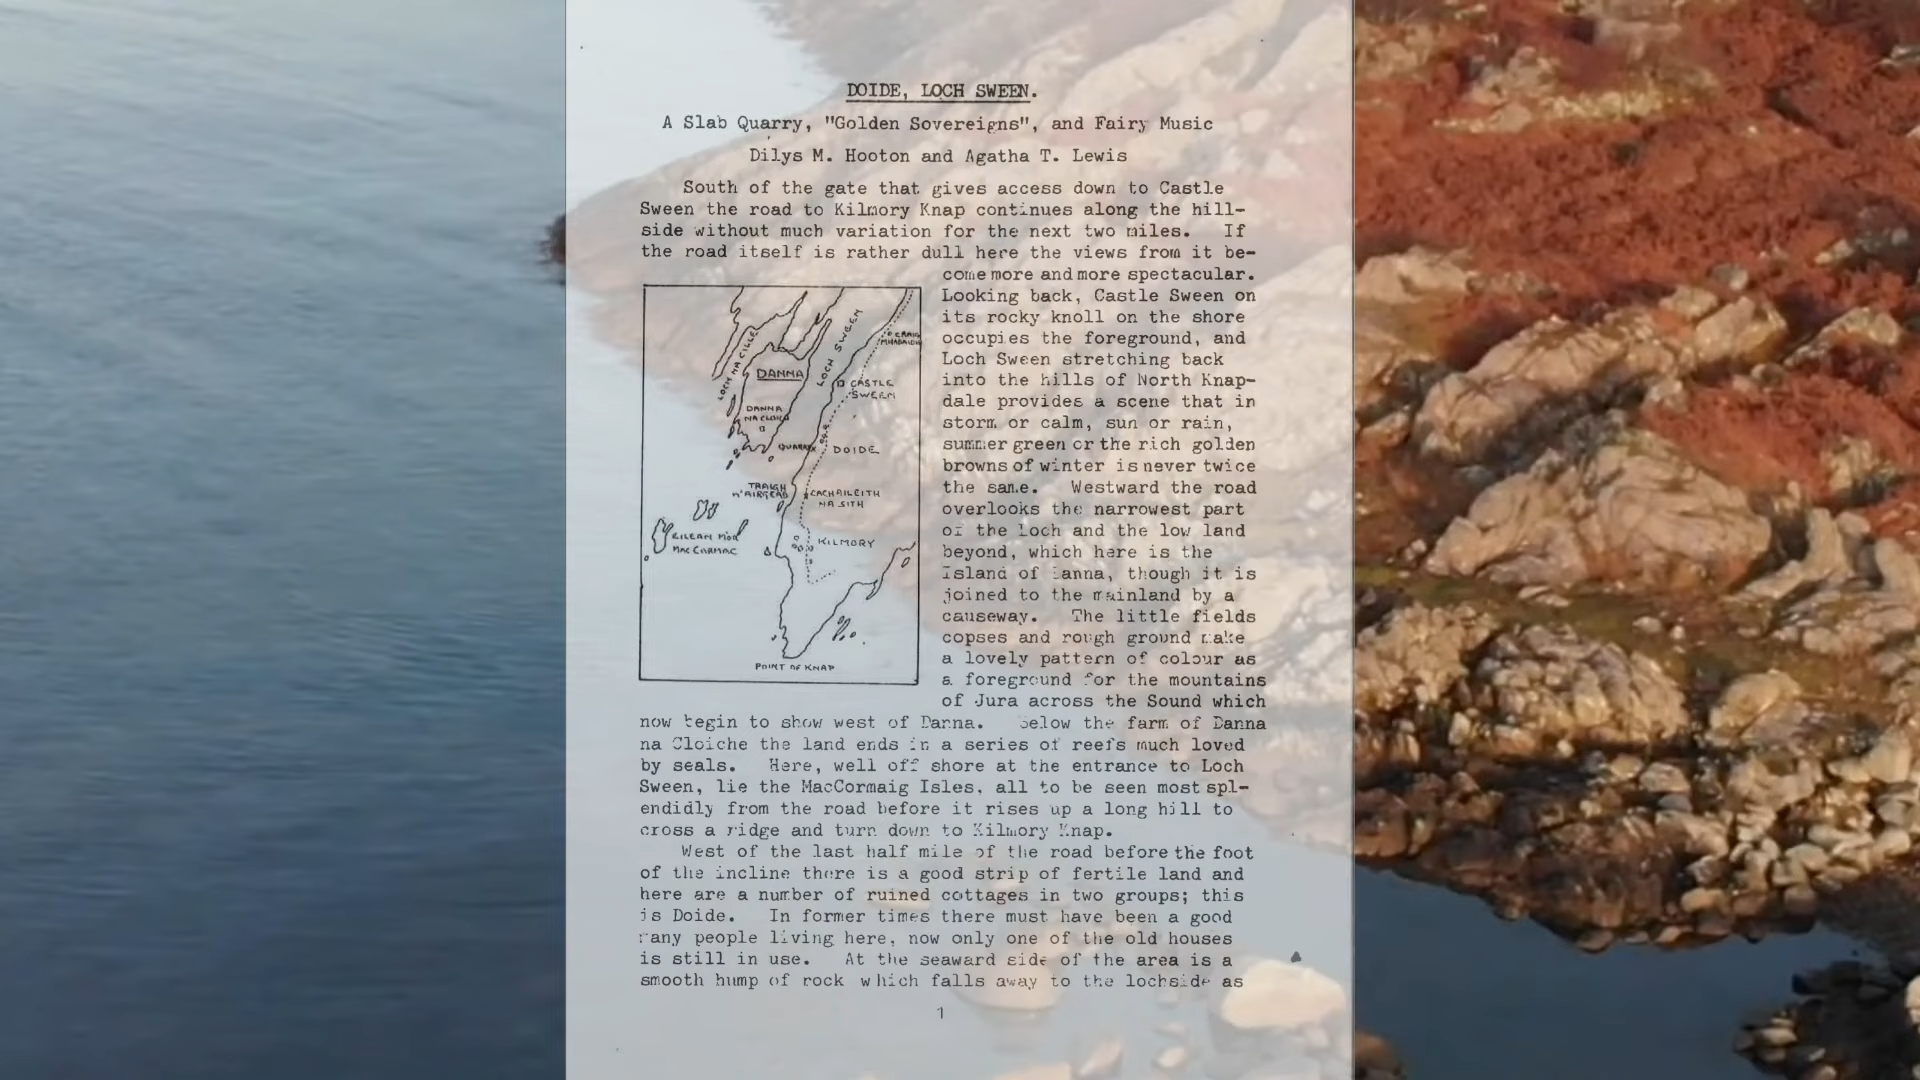 DOIDE, LOCH SWEEN.
A Slab Quarry, "Golden Sovereigns", and Fairy Music
Dilys M. Hooton and Agatha T. Lewis
South of the gate that gives access down to Castle
Sween the road to Kilmory Knap continues along the hill-
side without much variation for the next two miles. If
the road itself is rather dull here the views from it be-
come more and more spectacular.
Looking back, Castle Sween on
its rocky knoll on the shore
occupies the foreground, and
Loch Sween stretching back
into the hills of North Knap-
dale provides a scene that in
storm or calm, sun or rain,
summer green or the rich golden
browns of winter is never twice
the same. Westward the road
overlooks the narrowest part
of the Loch and the low land
beyond, which here is the
Island of Danna, though it is
joined to the mainland by a
causeway. The little fields
copses and rough ground make
a lovely pattern of colour as
a foreground for the mountains
of Jura across the Sound which
now begin to show west of Danna. Below the farm of Danna
na Cloiche the land ends in a series of reefs much loved
by seals. Here, well off shore at the entrance to Loch
Sween, lie the MacCormaig Isles, all to be seen most spl-
endidly from the road before it rises up a long hill to
cross a ridge and turn down to Kilmory Knap.
West of the last half mile of the road before the foot
of the incline there is a good strip of fertile land and
here are a number of ruined cottages in two groups; this
is Doide. In former times there must have been a good
many people living here, now only one of the old houses
is still in use. At the seaward side of the area is a
smooth hump of rock which falls away to the lochside as
1
LOCH NA CILLE
LOCH SWEEN
CRAIG
DANNA
CASTLE
SWEEN
DANNA
NA CLOICHE
QUARRY
DOIDE
TRAIGH
N'AIRGEAD
CACHAILEITH
NA SITH
EILEAN MOR
MAC CORMAC
KILMORY
POINT OF KNAP